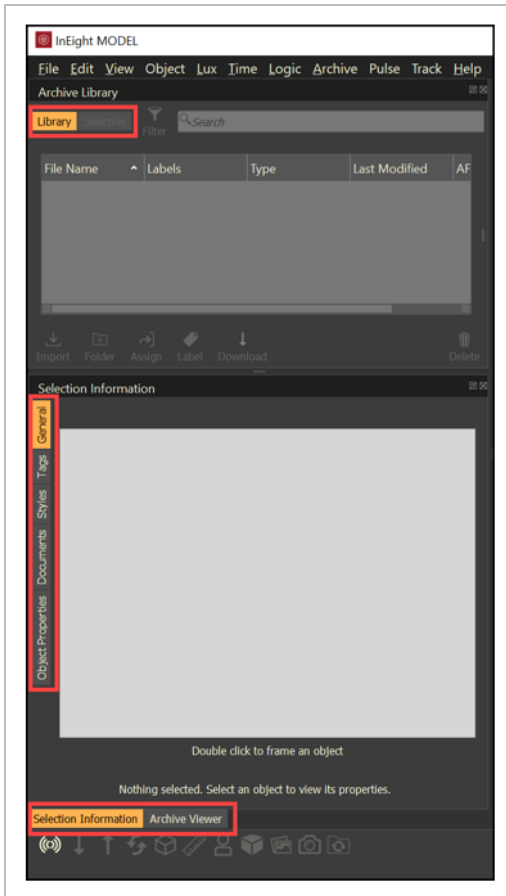 InEight MODEL
File Edit View Object Lux Time Logic Archive Pulse Track Help
Archive Library
Library Selection Filter Search
File Name Labels Type Last Modified AF
Import Folder Assign Label Download Delete
Selection Information
General
Tags
Styles
Documents
Object Properties
Double click to frame an object
Nothing selected. Select an object to view its properties.
Selection Information Archive Viewer